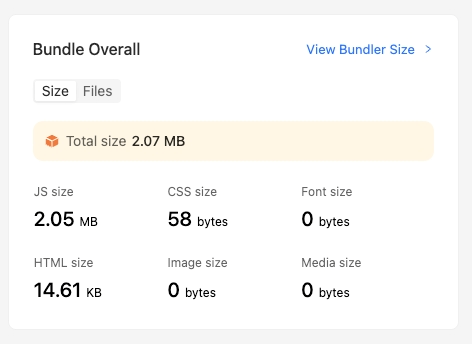 Bundle Overall View Bundler Size
Size Files
Total size 2.07 MB
JS size CSS size Font size
2.05 MB 58 bytes 0 bytes
HTML size Image size Media size
14.61 KB 0 bytes 0 bytes